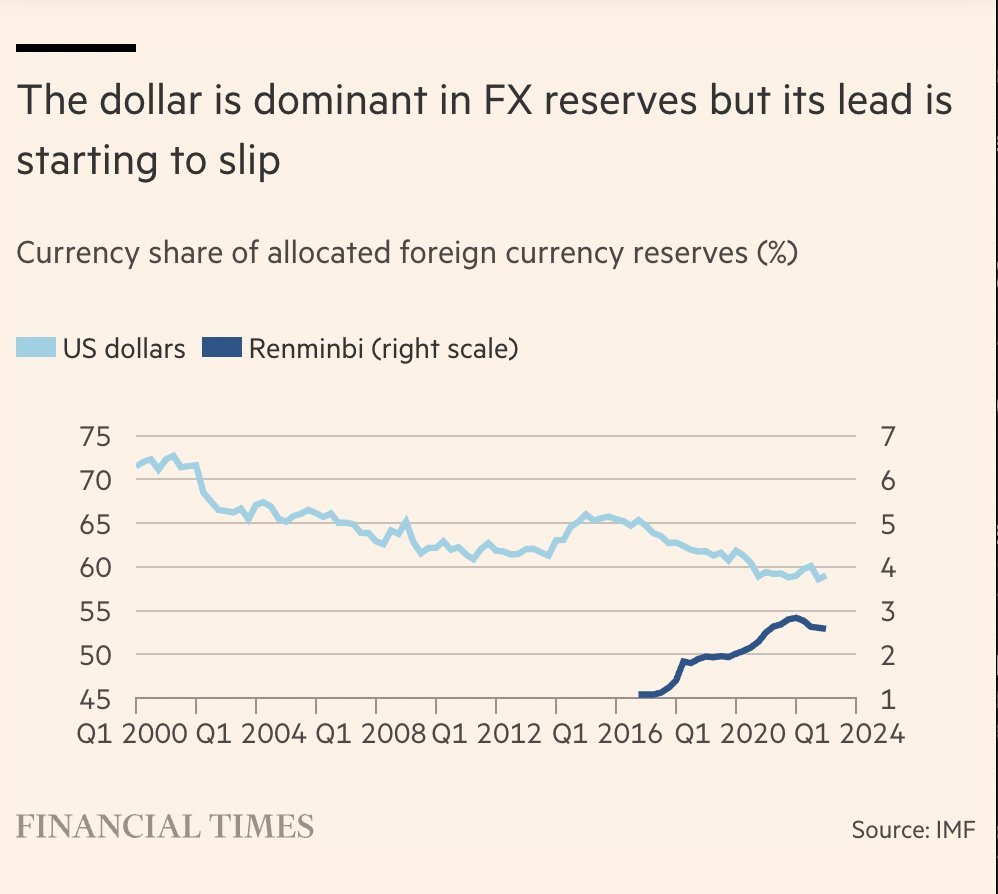 The dollar is dominant in FX reserves but its lead is
starting to slip
Currency share of allocated foreign currency reserves (%)
US dollars Renminbi (right scale)
75 7
70 6
65 5
60 4
55 3
50 2
45 1
Q1 2000 Q1 2004 Q1 2008 Q1 2012 Q1 2016 Q1 2020 Q1 2024
FINANCIAL TIMES Source: IMF